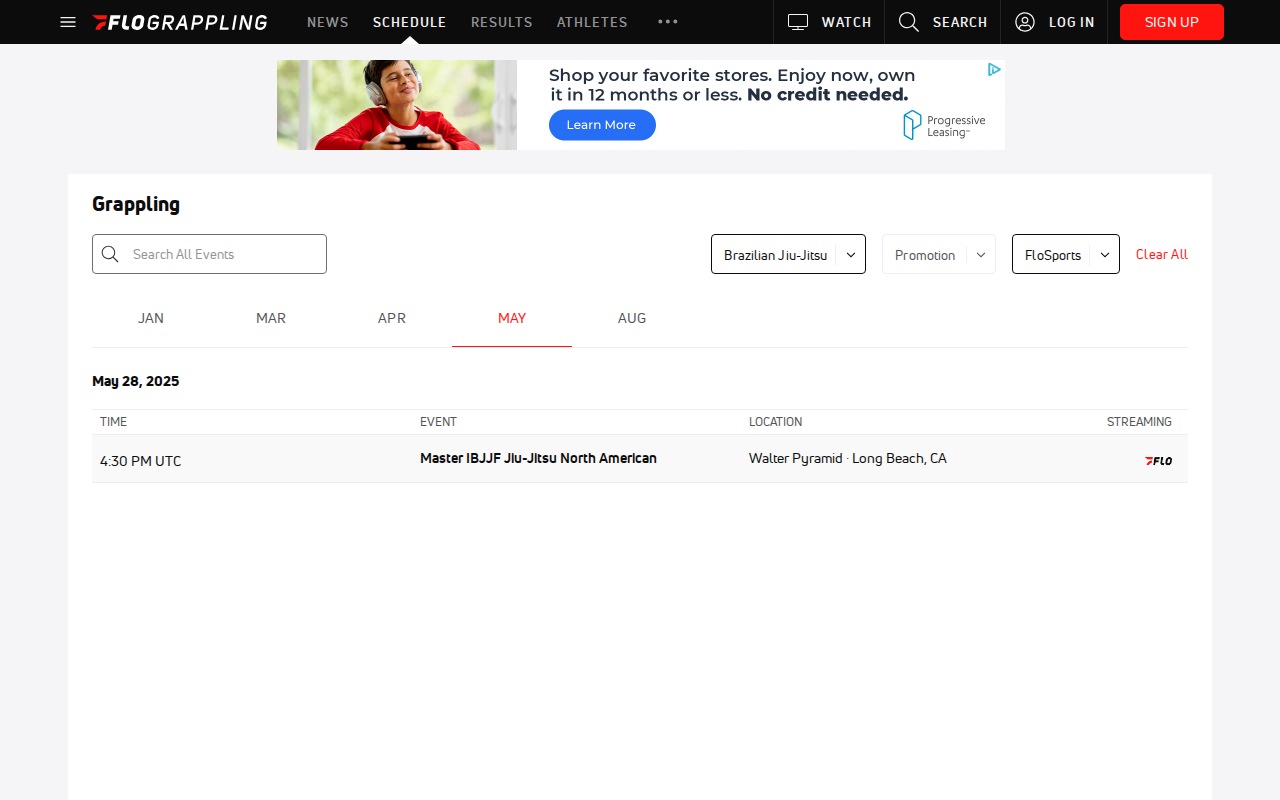 FLOGRAPPLING NEWS SCHEDULE RESULTS ATHLETES ••• WATCH SEARCH LOG IN SIGN UP
Shop your favorite stores. Enjoy now, own
it in 12 months or less. No credit needed.
Learn More
Progressive
Leasing
Grappling
Search All Events Brazilian Jiu-Jitsu Promotion FloSports Clear All
JAN MAR APR MAY AUG
May 28, 2025
TIME EVENT LOCATION STREAMING
4:30 PM UTC Master IBJJF Jiu-Jitsu North American Walter Pyramid · Long Beach, CA FLO